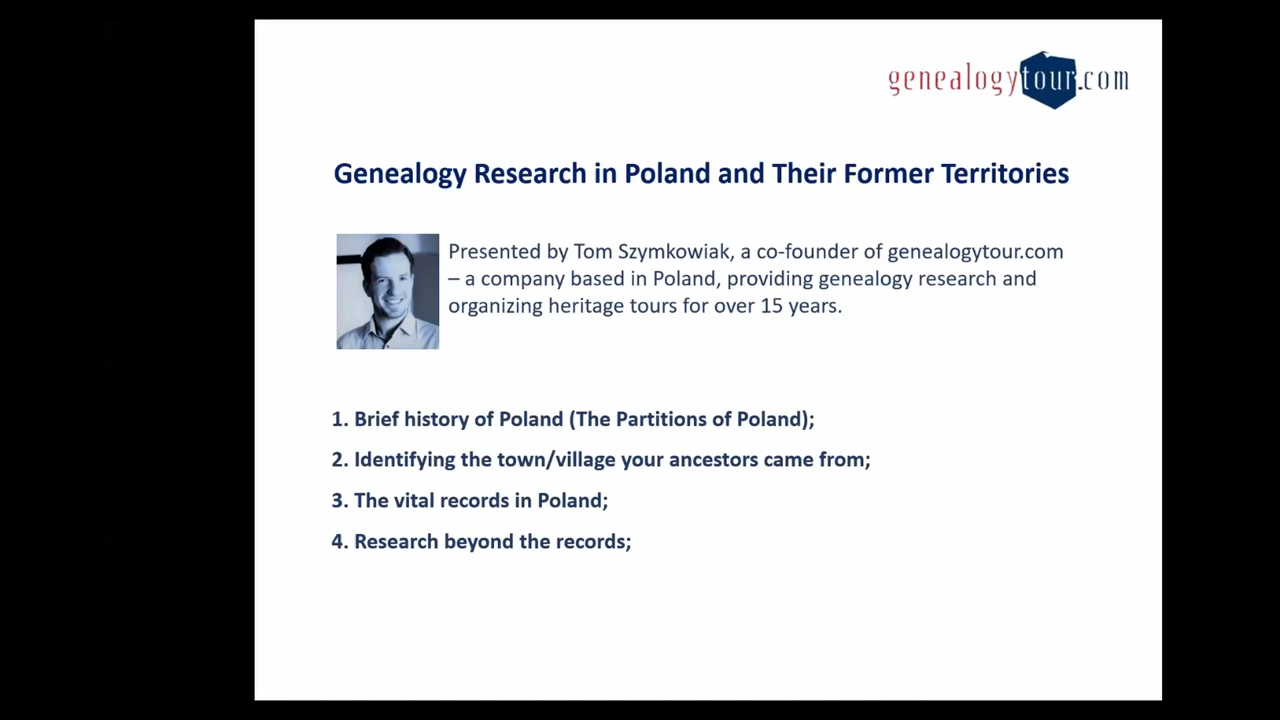 genealogytour.com
Genealogy Research in Poland and Their Former Territories
Presented by Tom Szymkowiak, a co-founder of genealogytour.com
– a company based in Poland, providing genealogy research and
organizing heritage tours for over 15 years.
1. Brief history of Poland (The Partitions of Poland);
2. Identifying the town/village your ancestors came from;
3. The vital records in Poland;
4. Research beyond the records;